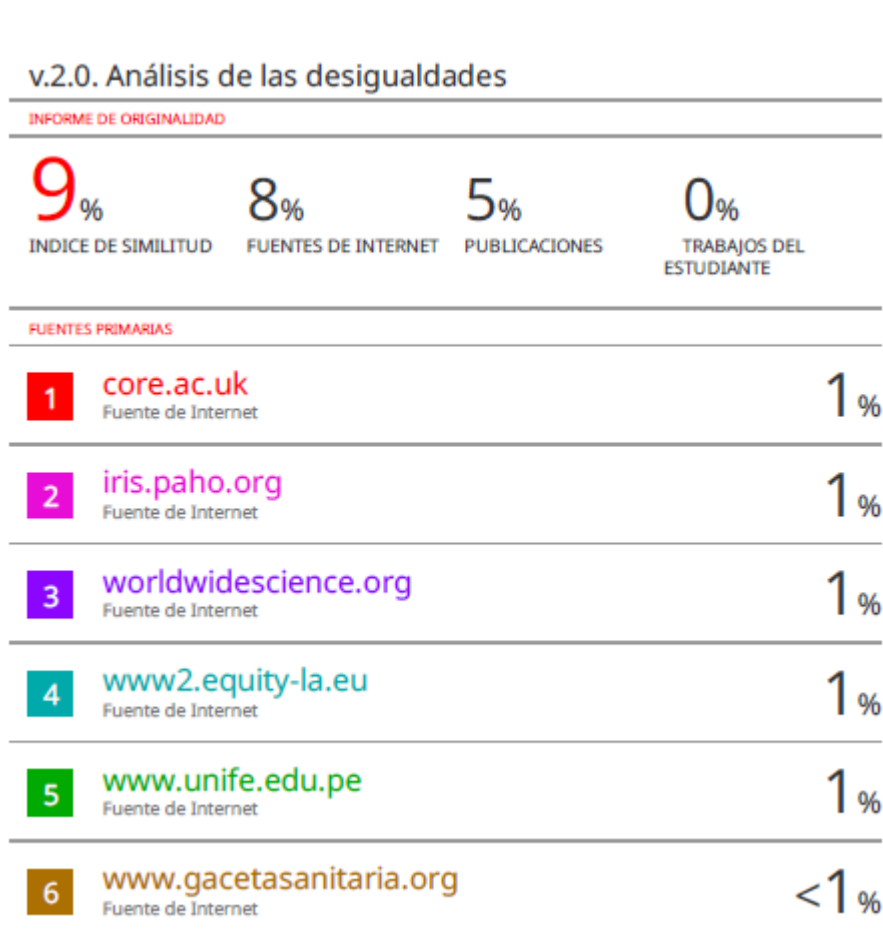 v.2.0. Análisis de las desigualdades
INFORME DE ORIGINALIDAD
9% 8% 5% 0%
INDICE DE SIMILITUD FUENTES DE INTERNET PUBLICACIONES TRABAJOS DEL
ESTUDIANTE
FUENTES PRIMARIAS
1 core.ac.uk 1%
Fuente de Internet
2 iris.paho.org 1%
Fuente de Internet
3 worldwidescience.org 1%
Fuente de Internet
4 www2.equity-la.eu 1%
Fuente de Internet
5 www.unife.edu.pe 1%
Fuente de Internet
6 www.gacetasanitaria.org <1%
Fuente de Internet